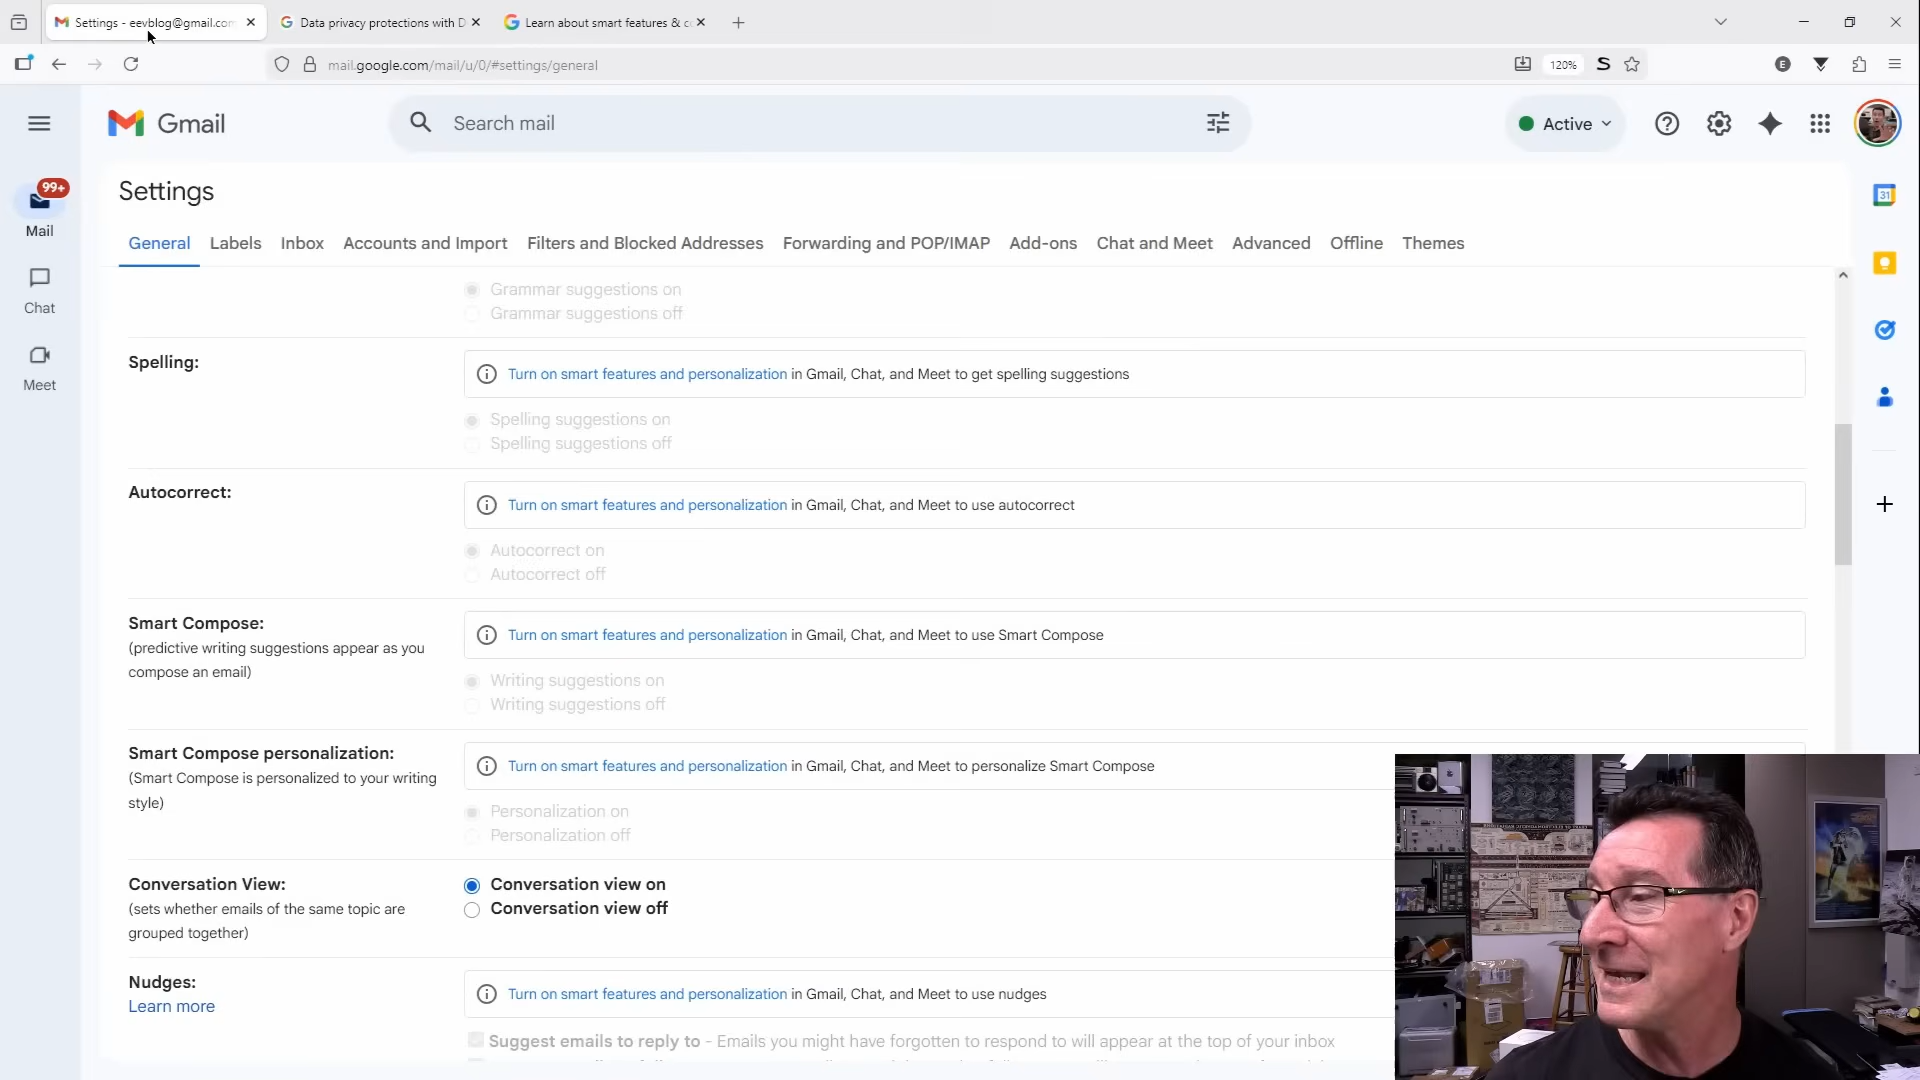 Settings - eevblog@gmail.com
Data privacy protections with D
Learn about smart features & c
mail.google.com/mail/u/0/#settings/general
120%
S
E
Gmail
Search mail
Active
99+
Mail
Chat
Meet
31
Settings
General
Labels
Inbox
Accounts and Import
Filters and Blocked Addresses
Forwarding and POP/IMAP
Add-ons
Chat and Meet
Advanced
Offline
Themes
Grammar suggestions on
Grammar suggestions off
Spelling:
Turn on smart features and personalization in Gmail, Chat, and Meet to get spelling suggestions
Spelling suggestions on
Spelling suggestions off
Autocorrect:
Turn on smart features and personalization in Gmail, Chat, and Meet to use autocorrect
Autocorrect on
Autocorrect off
Smart Compose:
(predictive writing suggestions appear as you
compose an email)
Turn on smart features and personalization in Gmail, Chat, and Meet to use Smart Compose
Writing suggestions on
Writing suggestions off
Smart Compose personalization:
(Smart Compose is personalized to your writing
style)
Turn on smart features and personalization in Gmail, Chat, and Meet to personalize Smart Compose
Personalization on
Personalization off
Conversation View:
(sets whether emails of the same topic are
grouped together)
Conversation view on
Conversation view off
Nudges:
Learn more
Turn on smart features and personalization in Gmail, Chat, and Meet to use nudges
Suggest emails to reply to - Emails you might have forgotten to respond to will appear at the top of your inbox